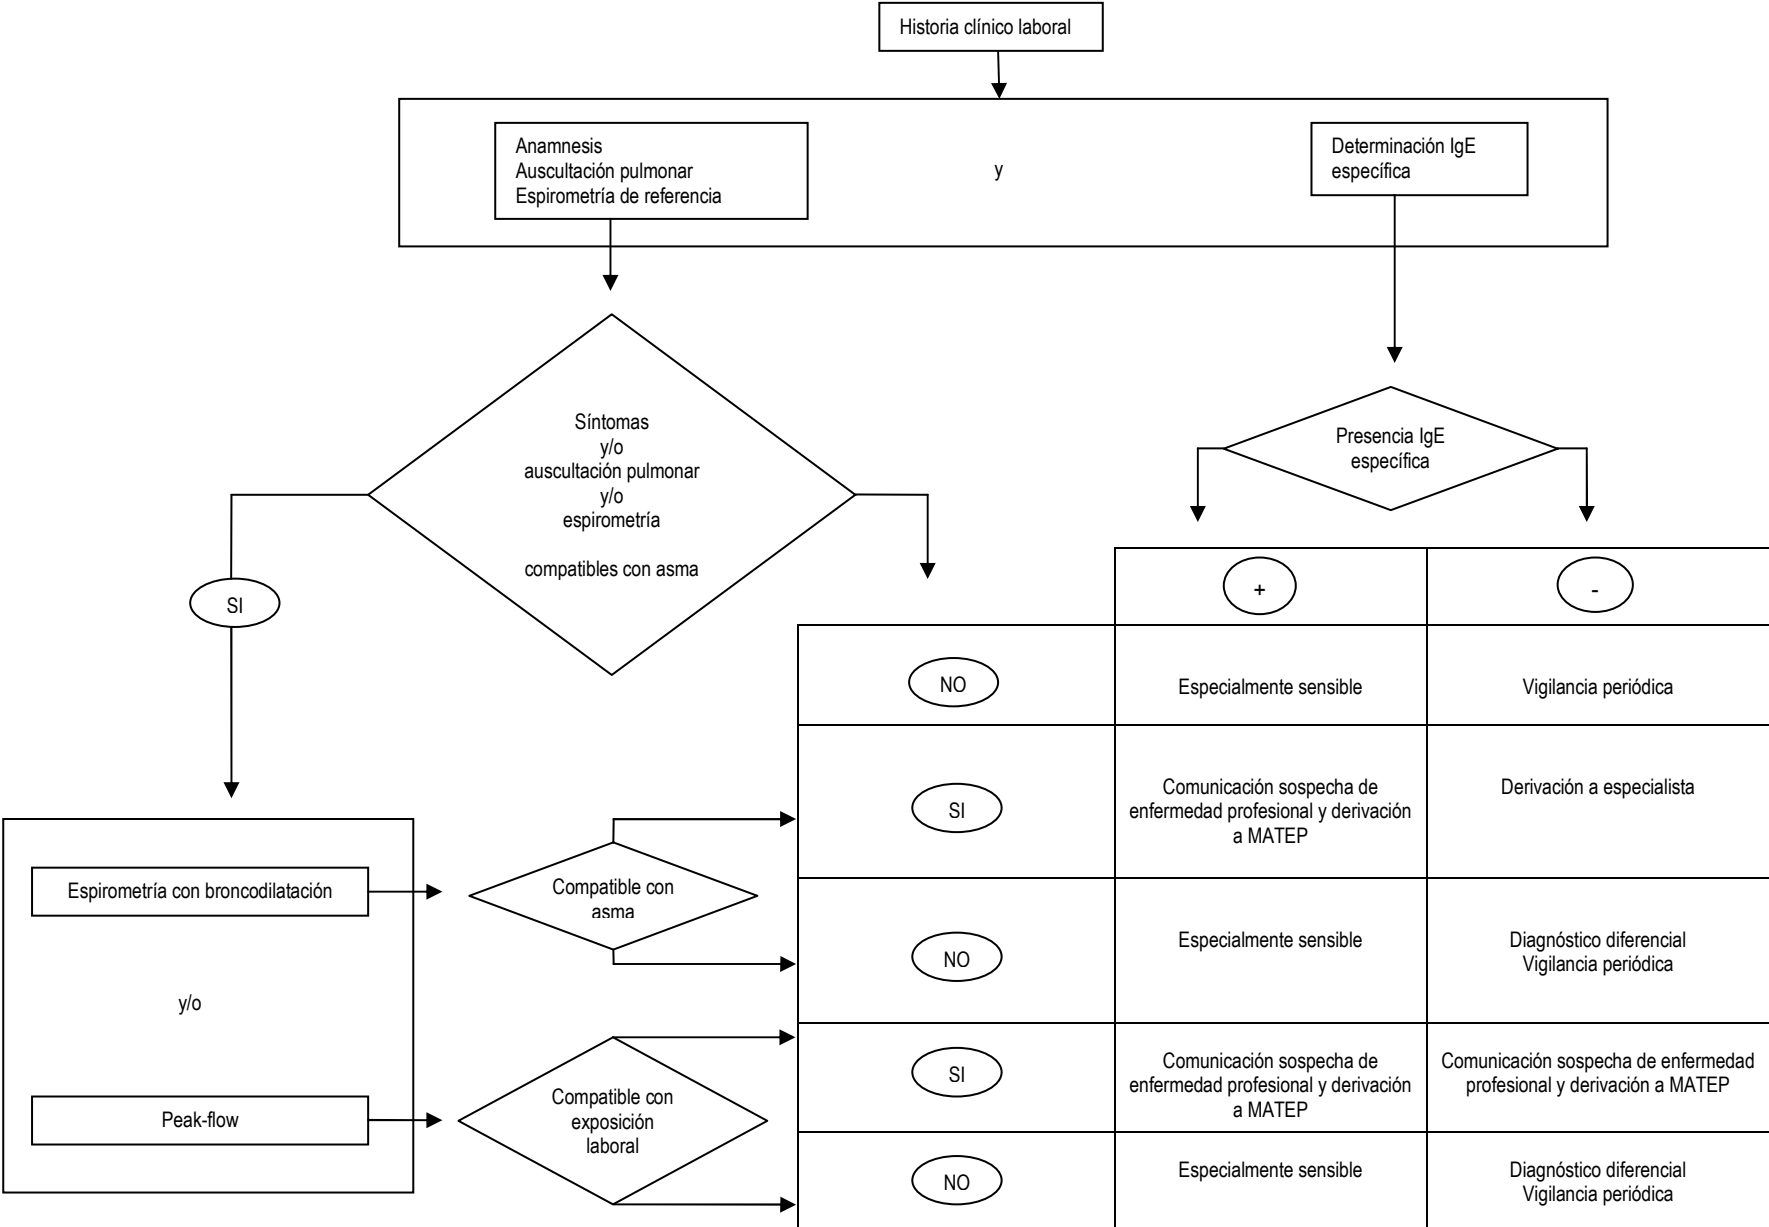 Historia clínico laboral
Anamnesis
Auscultación pulmonar
Espirometría de referencia
y
Determinación IgE
específica
Síntomas
y/o
auscultación pulmonar
y/o
espirometría
compatibles con asma
Presencia IgE
específica
SI
+
-
NO
Especialmente sensible
Vigilancia periódica
SI
Comunicación sospecha de
enfermedad profesional y derivación
a MATEP
Derivación a especialista
Espirometría con broncodilatación
Compatible con
asma
NO
Especialmente sensible
Diagnóstico diferencial
Vigilancia periódica
y/o
Peak-flow
Compatible con
exposición
laboral
SI
Comunicación sospecha de
enfermedad profesional y derivación
a MATEP
Comunicación sospecha de enfermedad
profesional y derivación a MATEP
NO
Especialmente sensible
Diagnóstico diferencial
Vigilancia periódica